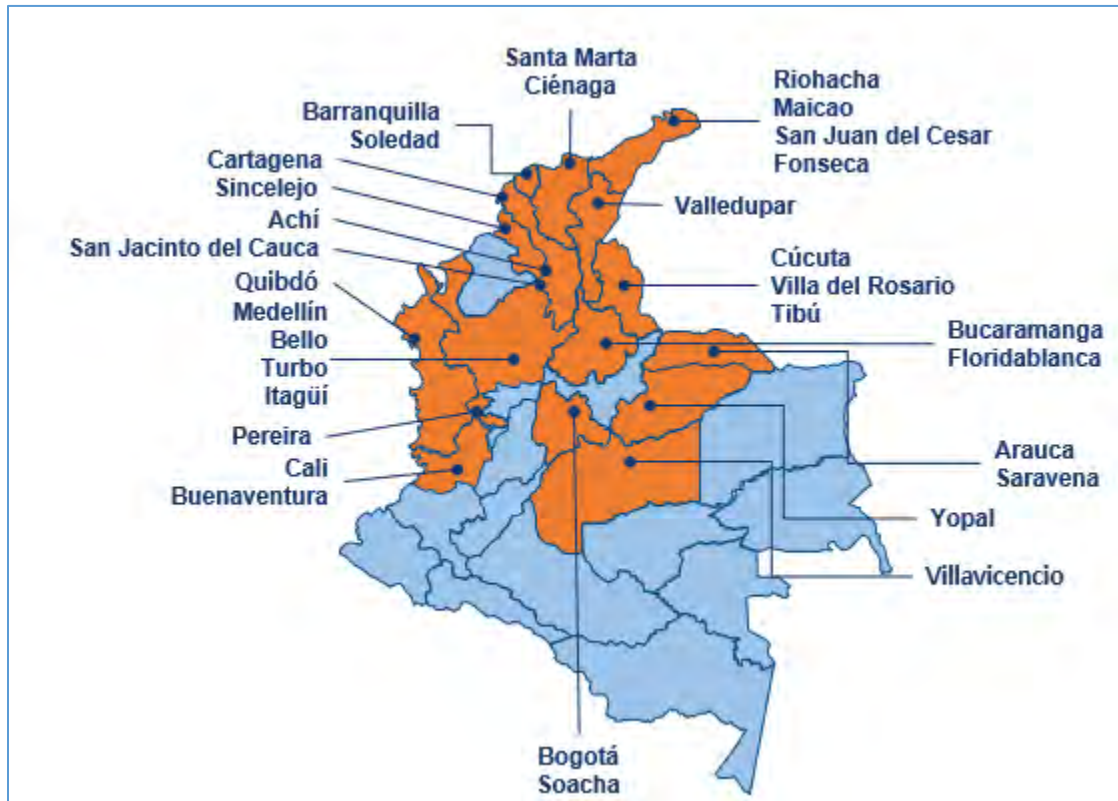 Santa Marta
Ciénaga
Riohacha
Maicao
San Juan del Cesar
Fonseca
Barranquilla
Soledad
Cartagena
Sincelejo
Achí
San Jacinto del Cauca
Quibdó
Medellín
Bello
Turbo
Itagüí
Pereira
Cali
Buenaventura
Valledupar
Cúcuta
Villa del Rosario
Tibú
Bucaramanga
Floridablanca
Arauca
Saravena
Yopal
Villavicencio
Bogotá
Soacha